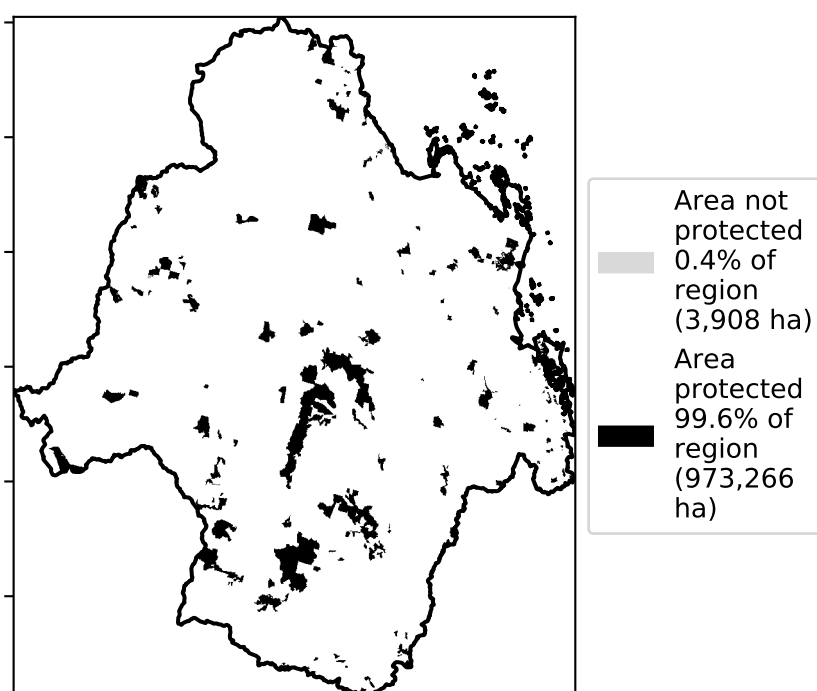 Area not
protected
0.4% of
region
(3,908 ha)
Area
protected
99.6% of
region
(973,266
ha)